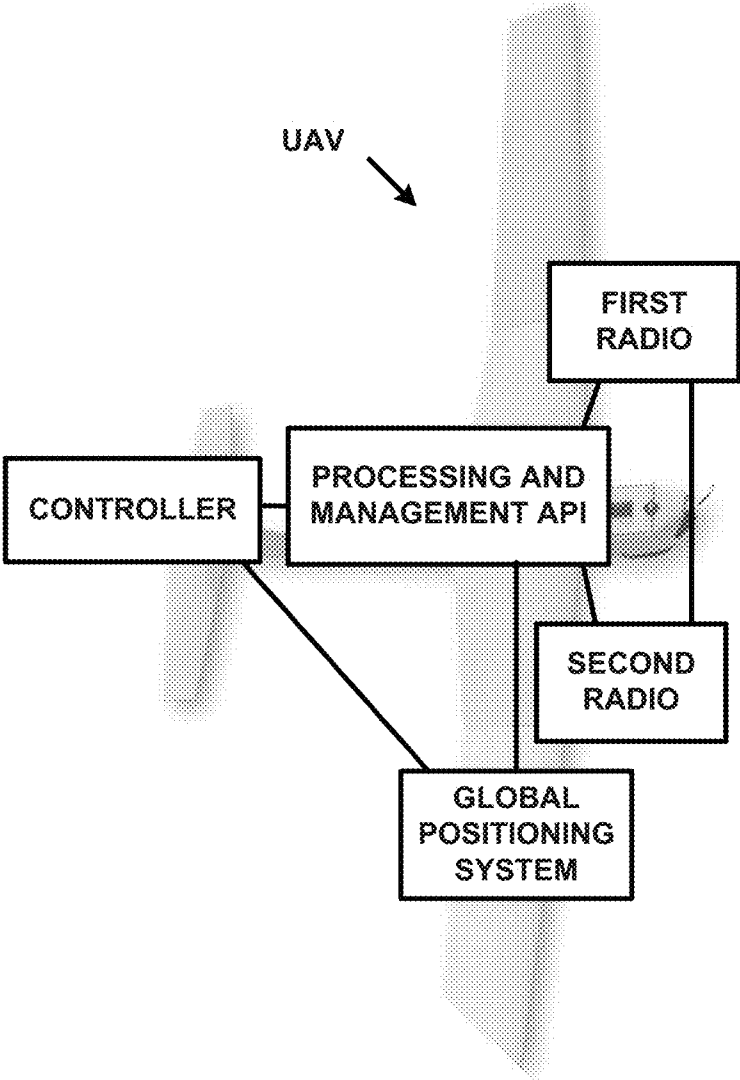 UAV
FIRST
RADIO
PROCESSING AND
MANAGEMENT API
CONTROLLER
SECOND
RADIO
GLOBAL
POSITIONING
SYSTEM